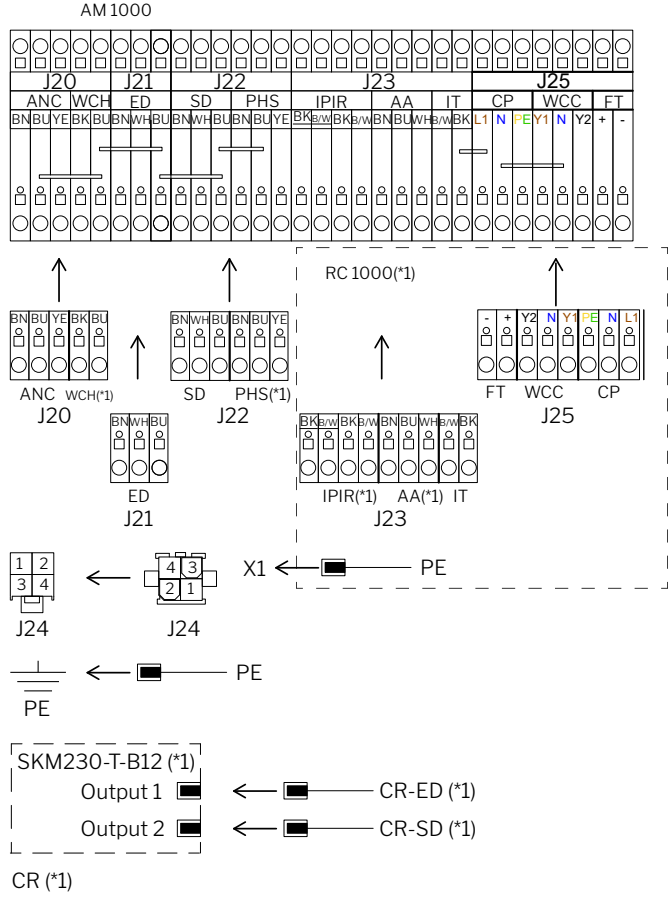 AM 1000
J20 J21 J22 J23 J25
ANC WCH ED SD PHS IPIR AA IT CP WCC FT
BN BU YE BK BU BN WH BU BN WH BU BN BU YE BK B/W BK B/W BN BU WH B/W BK L1 N PE Y1 N Y2 + -
RC 1000(*1)
BN BU YE BK BU
ANC WCH(*1)
J20
BN WH BU BN BU YE
SD PHS(*1)
J22
- + Y2 N Y1 PE N L1
FT WCC CP
J25
BN WH BU
ED
J21
BK B/W BK B/W BN BU WH B/W BK
IPIR(*1) AA(*1) IT
J23
1 2
3 4
J24
4 3
2 1
J24
X1 PE
PE
PE
SKM230-T-B12 (*1)
Output 1 CR-ED (*1)
Output 2 CR-SD (*1)
CR (*1)